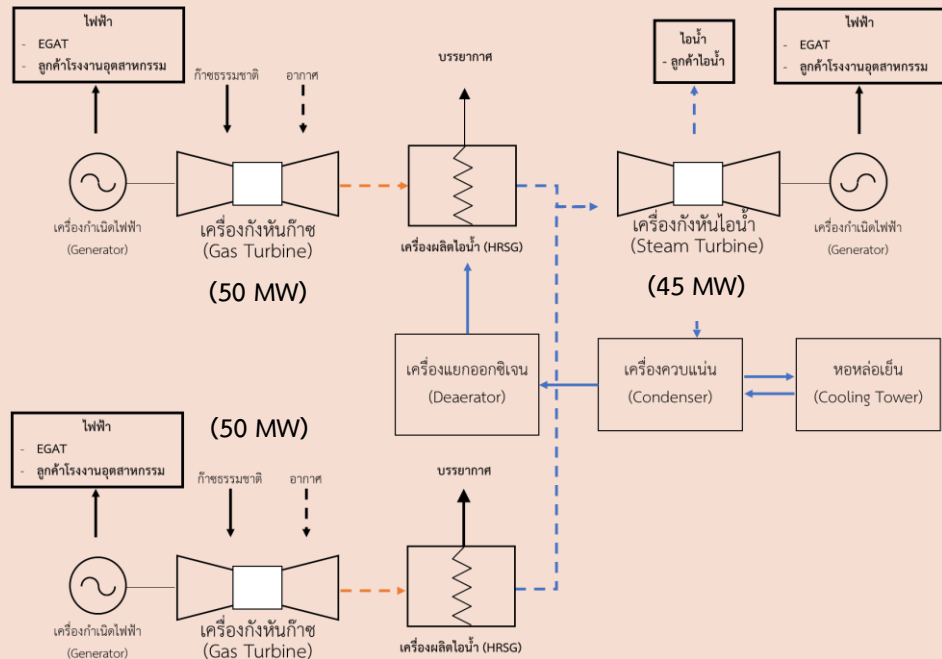 ไฟฟ้า
- EGAT
- ลูกค้าโรงงานอุตสาหกรรม
ก๊าซธรรมชาติ
อากาศ
บรรยากาศ
ไอน้ำ
- ลูกค้าไอน้ำ
ไฟฟ้า
- EGAT
- ลูกค้าโรงงานอุตสาหกรรม
เครื่องกำเนิดไฟฟ้า
(Generator)
เครื่องกังหันก๊าซ
(Gas Turbine)
(50 MW)
เครื่องผลิตไอน้ำ (HRSG)
เครื่องกังหันไอน้ำ
(Steam Turbine)
(45 MW)
เครื่องกำเนิดไฟฟ้า
(Generator)
เครื่องแยกออกซิเจน
(Deaerator)
เครื่องควบแน่น
(Condenser)
หอหล่อเย็น
(Cooling Tower)
ไฟฟ้า
- EGAT
- ลูกค้าโรงงานอุตสาหกรรม
(50 MW)
ก๊าซธรรมชาติ
อากาศ
บรรยากาศ
เครื่องกำเนิดไฟฟ้า
(Generator)
เครื่องกังหันก๊าซ
(Gas Turbine)
เครื่องผลิตไอน้ำ (HRSG)